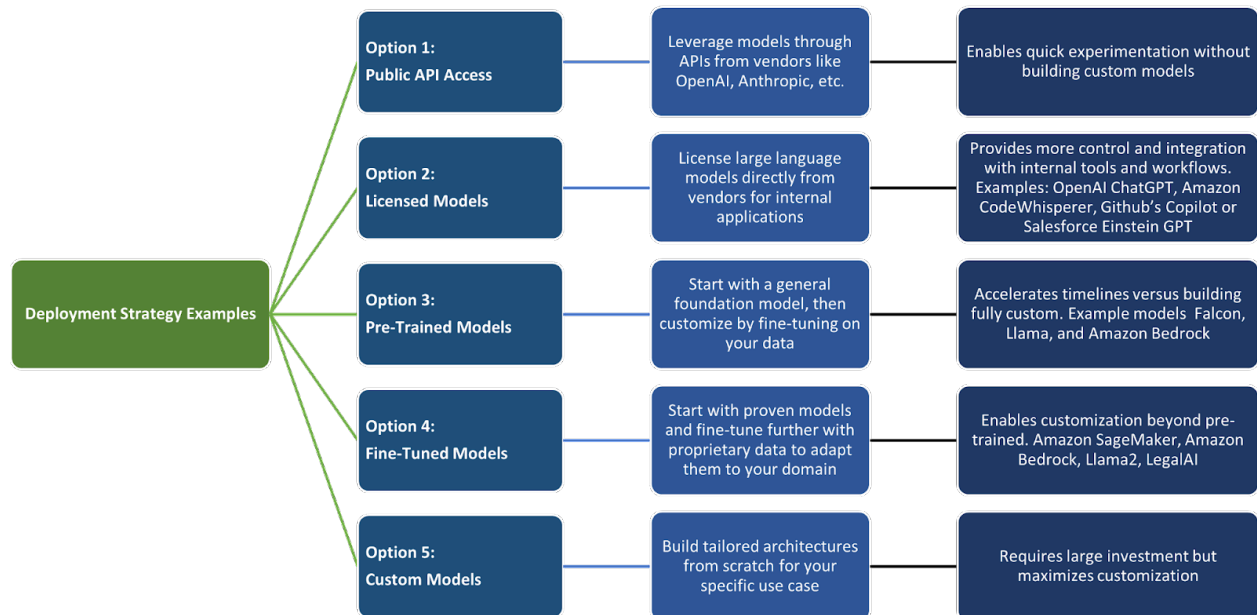 Deployment Strategy Examples
Option 1:
Public API Access
Leverage models through
APIs from vendors like
OpenAI, Anthropic, etc.
Enables quick experimentation without
building custom models
Option 2:
Licensed Models
License large language
models directly from
vendors for internal
applications
Provides more control and integration
with internal tools and workflows.
Examples: OpenAI ChatGPT, Amazon
CodeWhisperer, Github's Copilot or
Salesforce Einstein GPT
Option 3:
Pre-Trained Models
Start with a general
foundation model, then
customize by fine-tuning on
your data
Accelerates timelines versus building
fully custom. Example models  Falcon,
Llama, and Amazon Bedrock
Option 4:
Fine-Tuned Models
Start with proven models
and fine-tune further with
proprietary data to adapt
them to your domain
Enables customization beyond pre-
trained. Amazon SageMaker, Amazon
Bedrock, Llama2, LegalAI
Option 5:
Custom Models
Build tailored architectures
from scratch for your
specific use case
Requires large investment but
maximizes customization